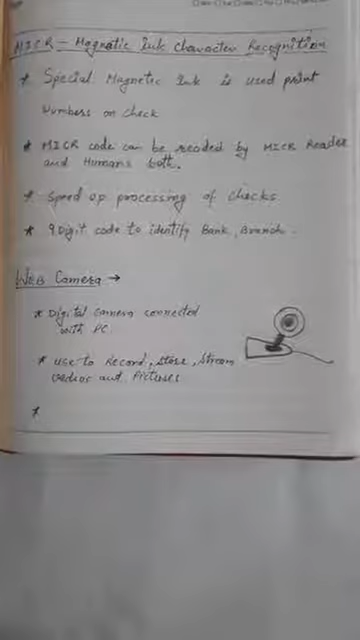 MICR - Magnatic Ink Character Recognition
* Special Magnetic Ink is used print
Numbers on check
* MICR code can be readed by MICR Reader
and Humans both.
* Speed up processing of checks
* 9 Digit code to identify Bank, Branch.
Web Camera →
* Digital camera connected
with PC
* use to Record, Store, Stream
and Pictures
*